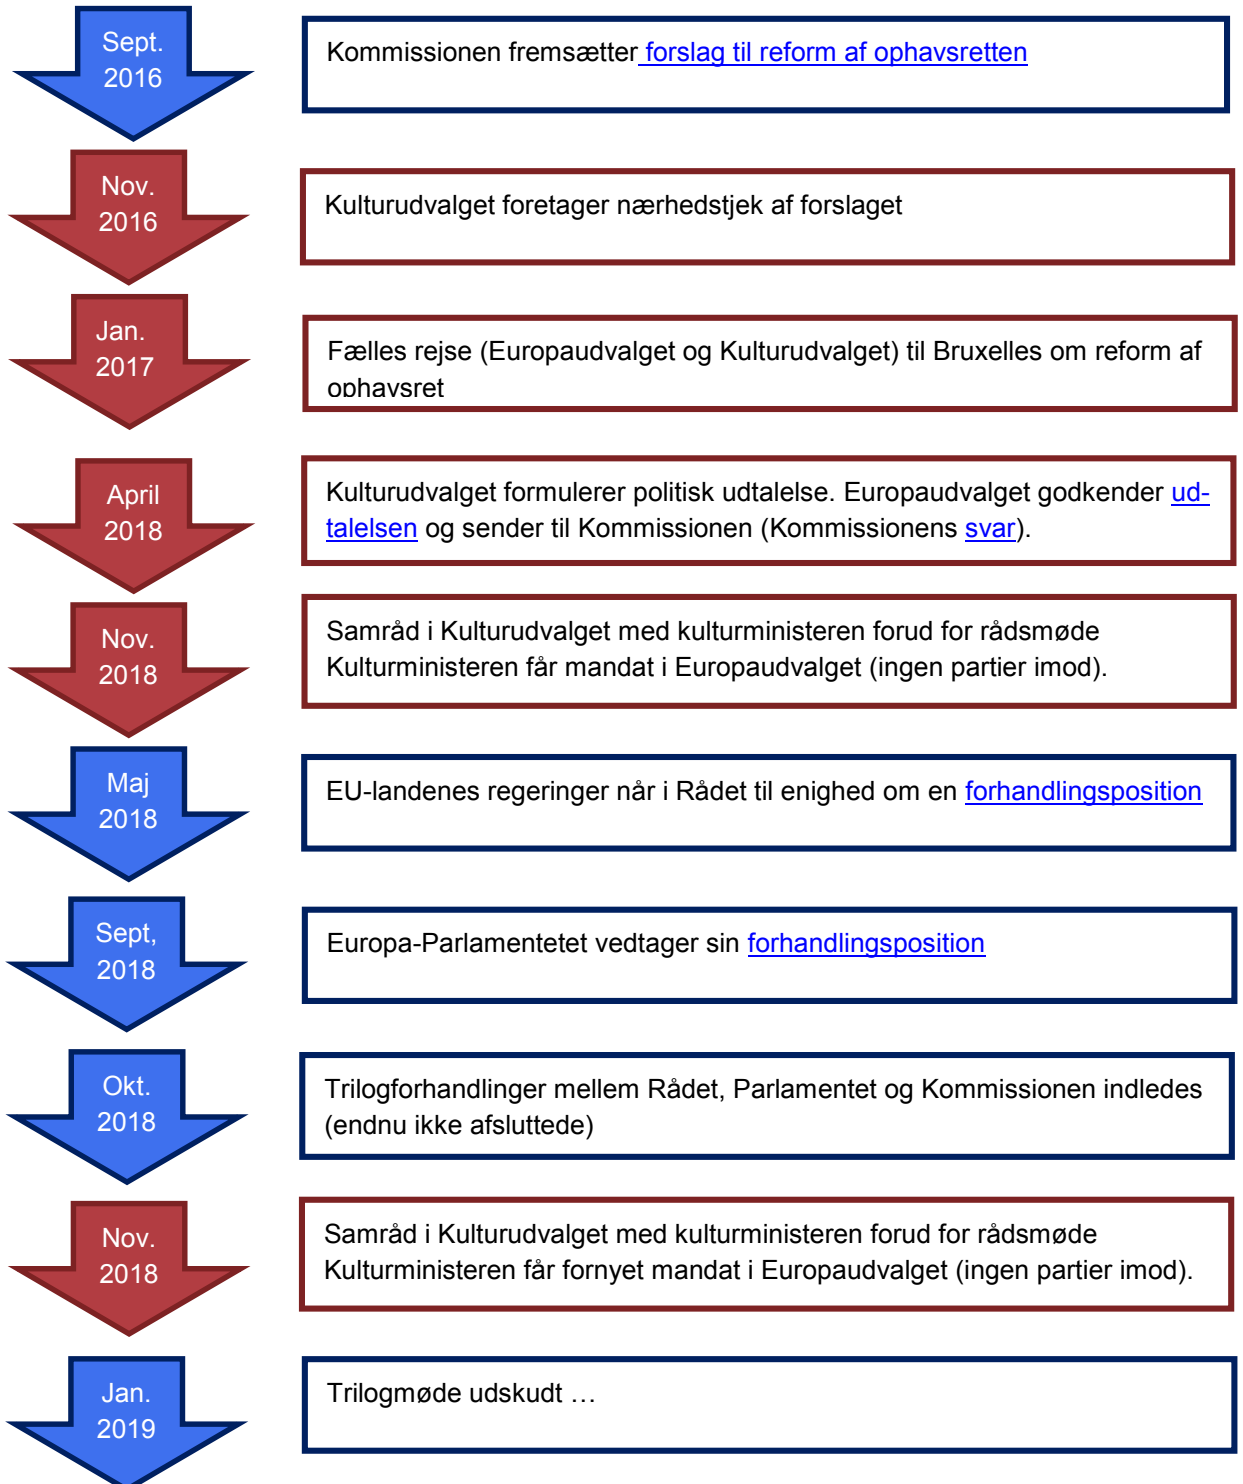 Sept.
2016
Kommissionen fremsætter forslag til reform af ophavsretten
Nov.
2016
Kulturudvalget foretager nærhedstjek af forslaget
Jan.
2017
Fælles rejse (Europaudvalget og Kulturudvalget) til Bruxelles om reform af
ophavsret
April
2018
Kulturudvalget formulerer politisk udtalelse. Europaudvalget godkender ud-
talelsen og sender til Kommissionen (Kommissionens svar).
Nov.
2018
Samråd i Kulturudvalget med kulturministeren forud for rådsmøde
Kulturministeren får mandat i Europaudvalget (ingen partier imod).
Maj
2018
EU-landenes regeringer når i Rådet til enighed om en forhandlingsposition
Sept,
2018
Europa-Parlamentetet vedtager sin forhandlingsposition
Okt.
2018
Trilogforhandlinger mellem Rådet, Parlamentet og Kommissionen indledes
(endnu ikke afsluttede)
Nov.
2018
Samråd i Kulturudvalget med kulturministeren forud for rådsmøde
Kulturministeren får fornyet mandat i Europaudvalget (ingen partier imod).
Jan.
2019
Trilogmøde udskudt …